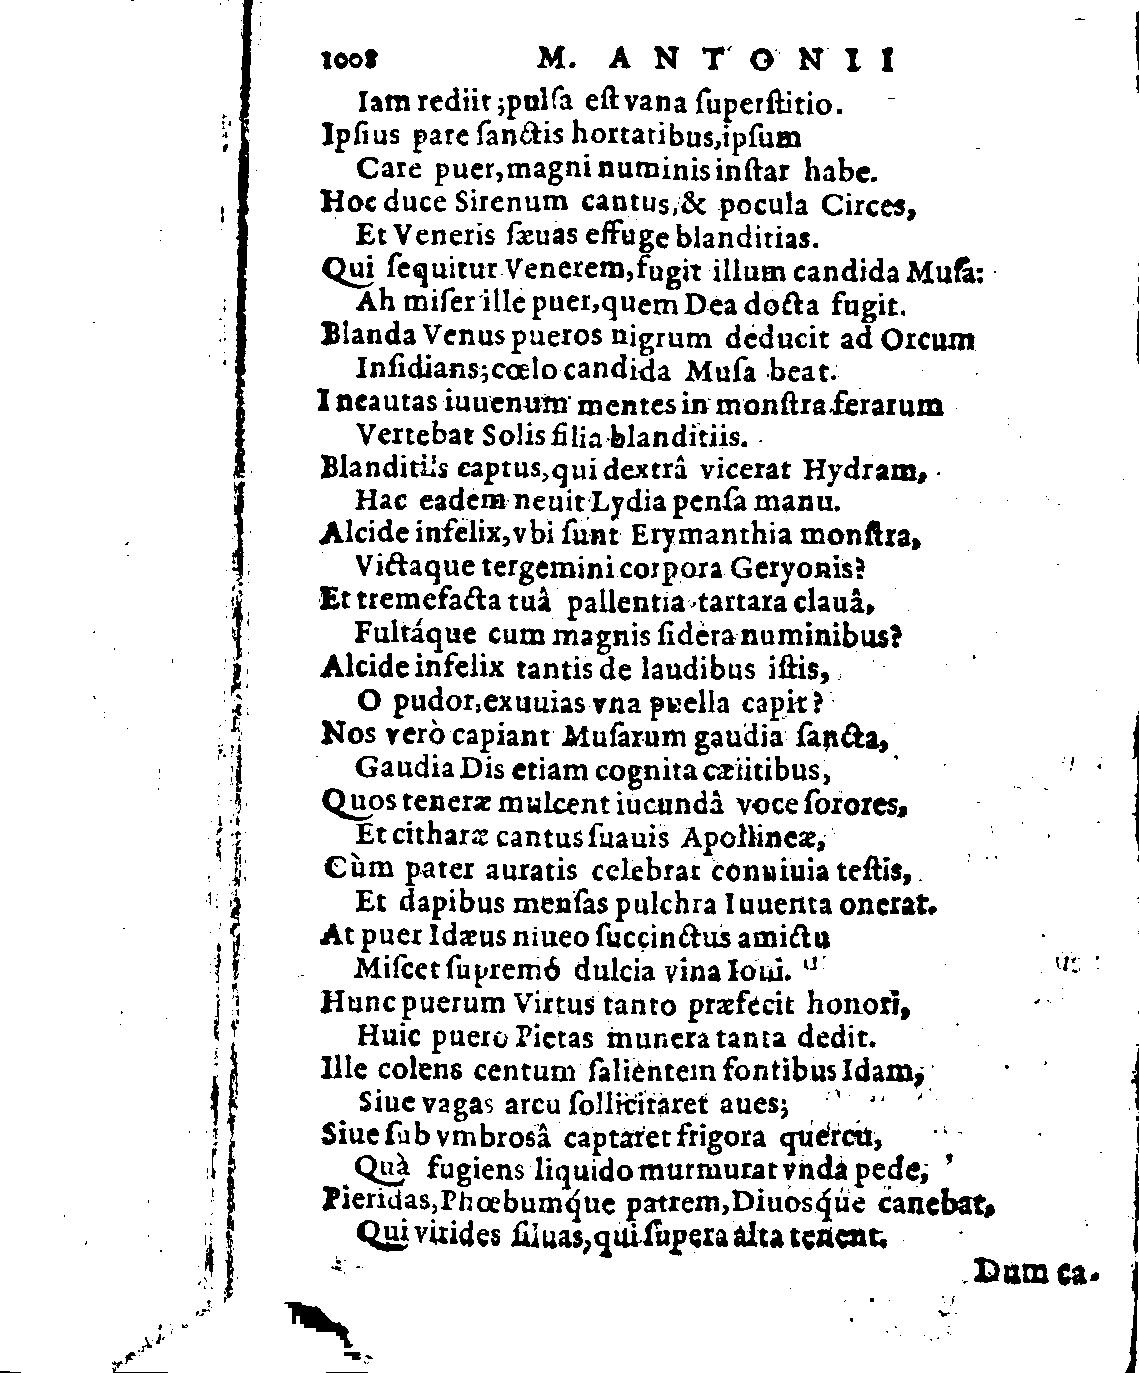 1008 M. ANTONII
Iam rediit ;pulſa eſt vana ſuperſtitio.
Ipſius pare ſanctis hortatibus,ipſum
Care puer,magni numinis inſtar habe.
Hoc duce Sirenum cantus,& pocula Circes,
Et Veneris ſæuas effuge blanditias.
Qui ſequitur Venerem,fugit illum candida Muſa:
Ah miſer ille puer,quem Dea docta fugit.
Blanda Venus pueros nigrum deducit ad Orcum
Inſidians;cœlo candida Muſa beat.
Incautas iuuenum mentes in monſtra ferarum
Vertebat Solis filia blanditiis.
Blanditiis captus,qui dextrâ vicerat Hydram,
Hac eadem neuit Lydia penſa manu.
Alcide infelix,vbi ſunt Erymanthia monſtra,
Victaque tergemini corpora Geryonis?
Et tremefacta tuâ pallentia tartara clauâ,
Fultáque cum magnis ſidera numinibus?
Alcide infelix tantis de laudibus iſtis,
O pudor,exuuias vna puella capit?
Nos verò capiant Muſarum gaudia ſancta,
Gaudia Dis etiam cognita cælitibus,
Quos teneræ mulcent iucundâ voce ſorores,
Et citharæ cantus ſuauis Apollineæ,
Cùm pater auratis celebrat conuiuia teſtis,
Et dapibus menſas pulchra Iuuenta onerat.
At puer Idæus niueo ſuccinctus amictu
Miſcet ſupremó dulcia vina Ioui.
Hunc puerum Virtus tanto præfecit honori,
Huic puero Pietas munera tanta dedit.
Ille colens centum ſalientem fontibus Idam,
Siue vagas arcu ſollicitaret aues;
Siue ſub vmbroſâ captaret frigora quercu,
Quà fugiens liquido murmurat vnda pede,
Pieridas,Phœbumq́ue patrem,Diuosq́ue canebat,
Qui virides ſiluas,qui ſupera alta tenent.
Dum ea.